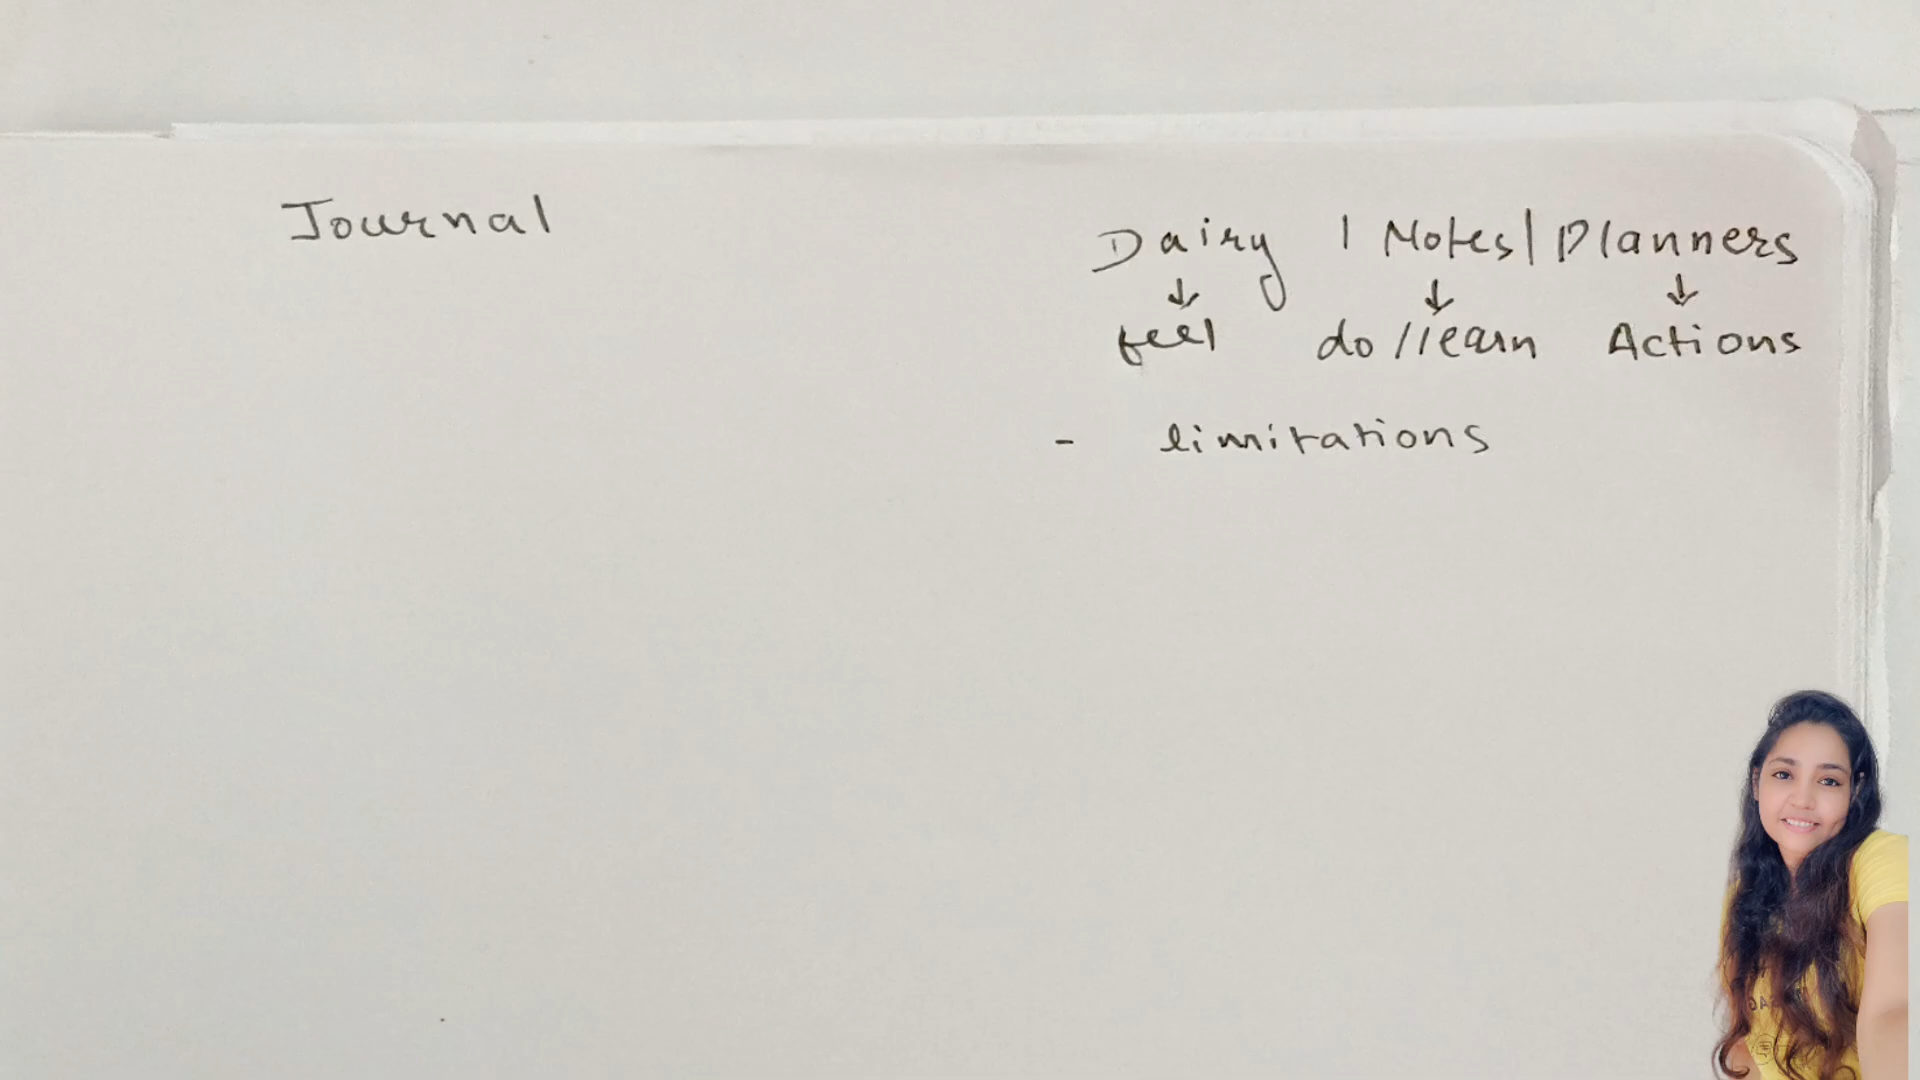 Journal
Dairy | Notes | Planners
↓ ↓ ↓
feel do / learn Actions
- limitations